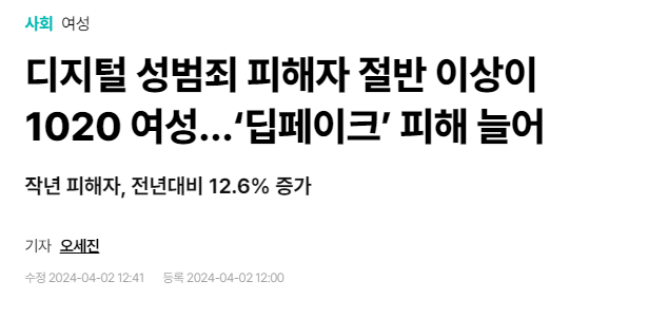 사회 여성
디지털 성범죄 피해자 절반 이상이
1020 여성…‘딥페이크’ 피해 늘어
작년 피해자, 전년대비 12.6% 증가
기자 오세진
수정 2024-04-02 12:41 등록 2024-04-02 12:00